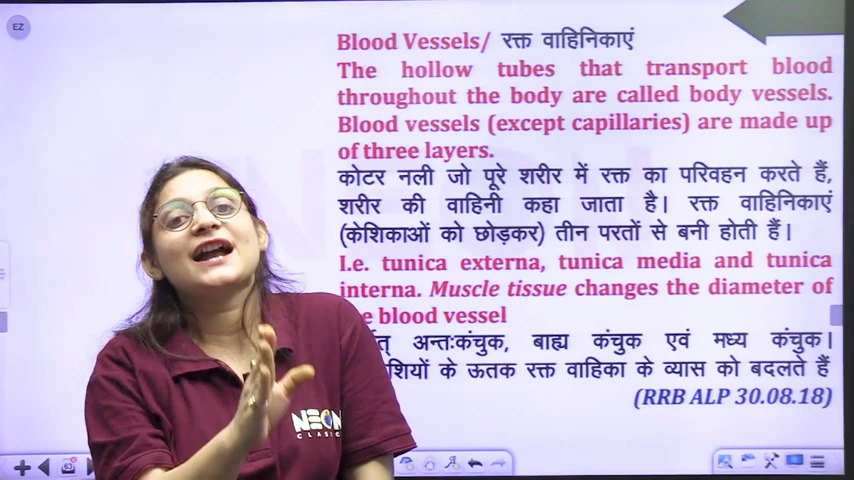 EZ
Blood Vessels/ रक्त वाहिनिकाएं
The hollow tubes that transport blood
throughout the body are called body vessels.
Blood vessels (except capillaries) are made up
of three layers.
कोटर नली जो पूरे शरीर में रक्त का परिवहन करते हैं,
शरीर की वाहिनी कहा जाता है। रक्त वाहिनिकाएं
(केशिकाओं को छोड़कर) तीन परतों से बनी होती हैं।
I.e. tunica externa, tunica media and tunica
interna. Muscle tissue changes the diameter of
blood vessel
अन्तःकंचुक, बाह्य कंचुक एवं मध्य कंचुक।
के ऊतक रक्त वाहिका के व्यास को बदलते हैं
(RRB ALP 30.08.18)
NEON
CLASSES